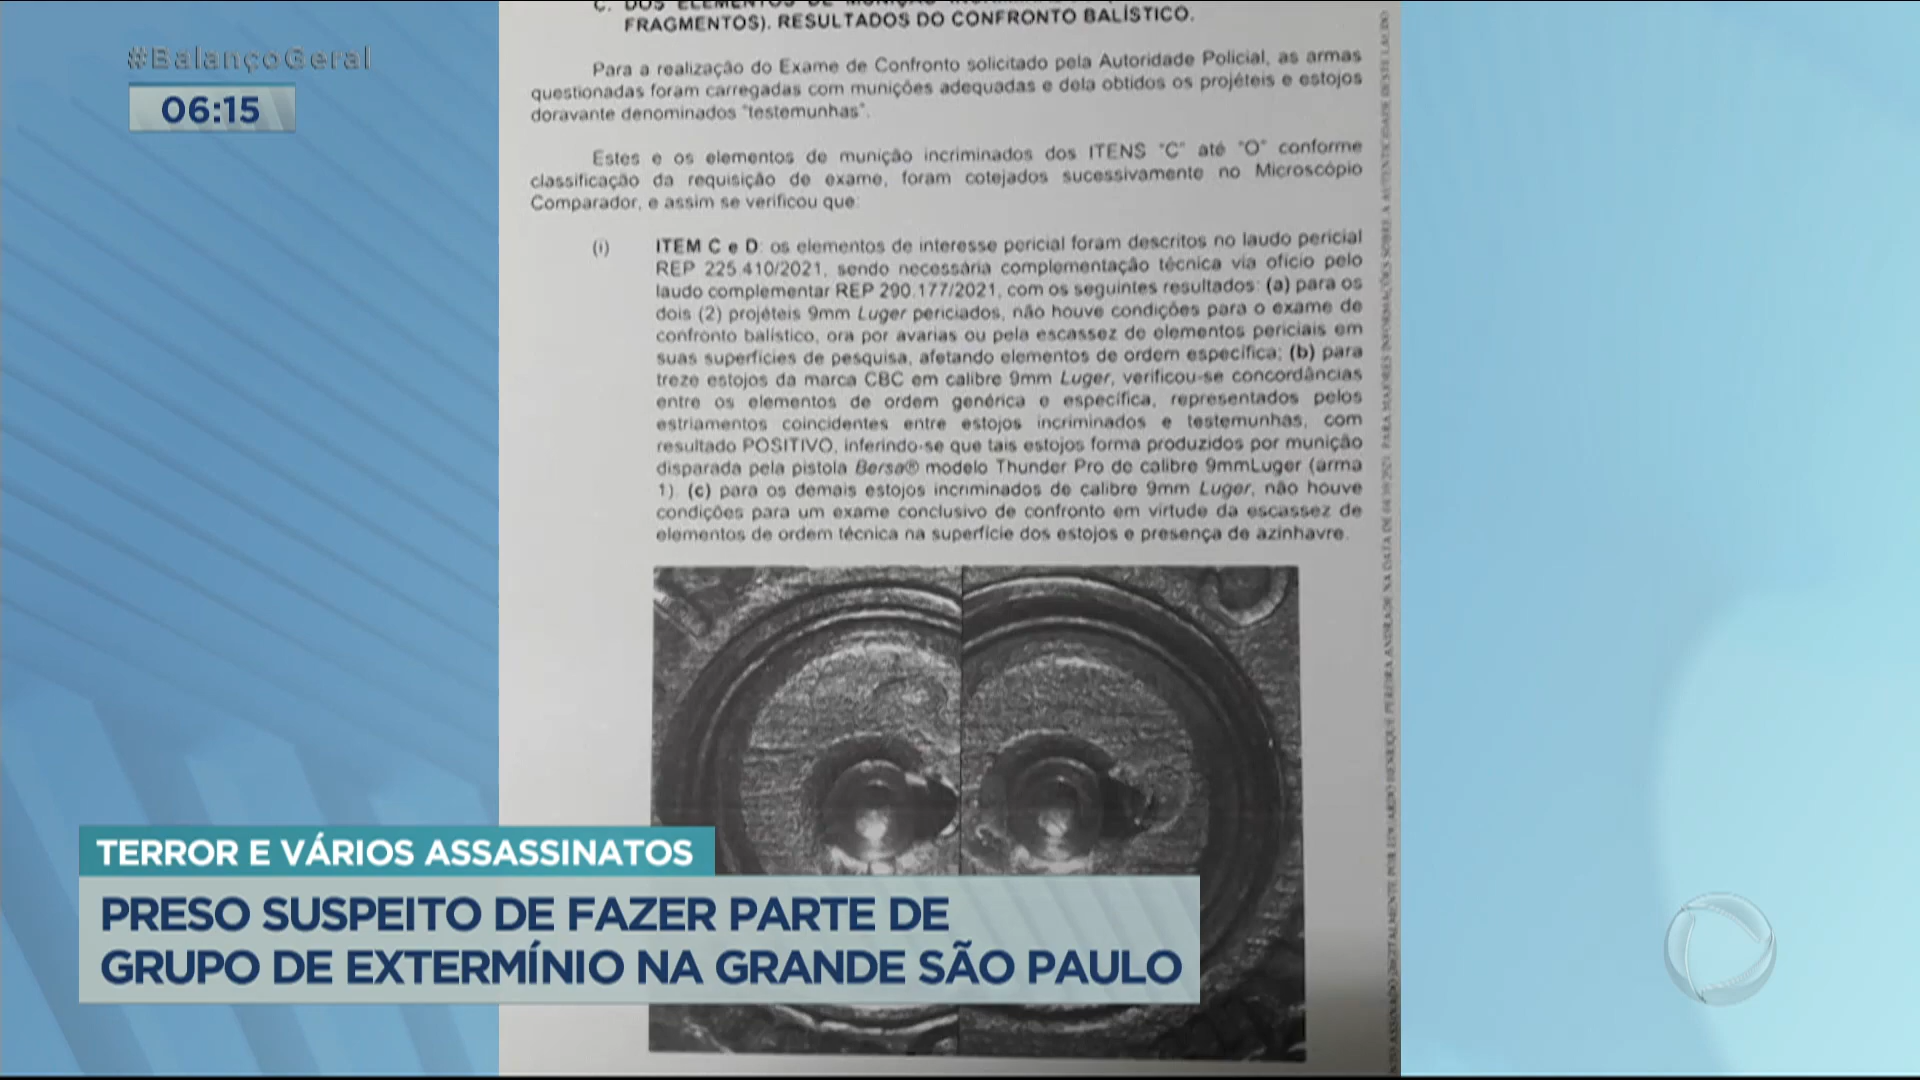 C. DOS ELEMENTOS DE MUNIÇÃO
FRAGMENTOS). RESULTADOS DO CONFRONTO BALÍSTICO.
#BalançoGeral
06:15
Para a realização do Exame de Confronto solicitado pela Autoridade Policial, as armas
questionadas foram carregadas com munições adequadas e dela obtidos os projéteis e estojos
doravante denominados "testemunhas".
Estes e os elementos de munição incriminados dos ITENS "C" até "O" conforme
classificação da requisição de exame, foram cotejados sucessivamente no Microscópio
Comparador, e assim se verificou que:
(i) ITEM C e D: os elementos de interesse pericial foram descritos no laudo pericial
REP 225.410/2021, sendo necessária complementação técnica via ofício pelo
laudo complementar REP 290.177/2021, com os seguintes resultados: (a) para os
dois (2) projéteis 9mm Luger periciados, não houve condições para o exame de
confronto balístico, ora por avarias ou pela escassez de elementos periciais em
suas superfícies de pesquisa, afetando elementos de ordem específica; (b) para
treze estojos da marca CBC em calibre 9mm Luger, verificou-se concordâncias
entre os elementos de ordem genérica e específica, representados pelos
estriamentos coincidentes entre estojos incriminados e testemunhas, com
resultado POSITIVO, inferindo-se que tais estojos forma produzidos por munição
disparada pela pistola Bersa® modelo Thunder Pro de calibre 9mmLuger (arma
1). (c) para os demais estojos incriminados de calibre 9mm Luger, não houve
condições para um exame conclusivo de confronto em virtude da escassez de
elementos de ordem técnica na superfície dos estojos e presença de azinhavre.
TERROR E VÁRIOS ASSASSINATOS
PRESO SUSPEITO DE FAZER PARTE DE
GRUPO DE EXTERMÍNIO NA GRANDE SÃO PAULO